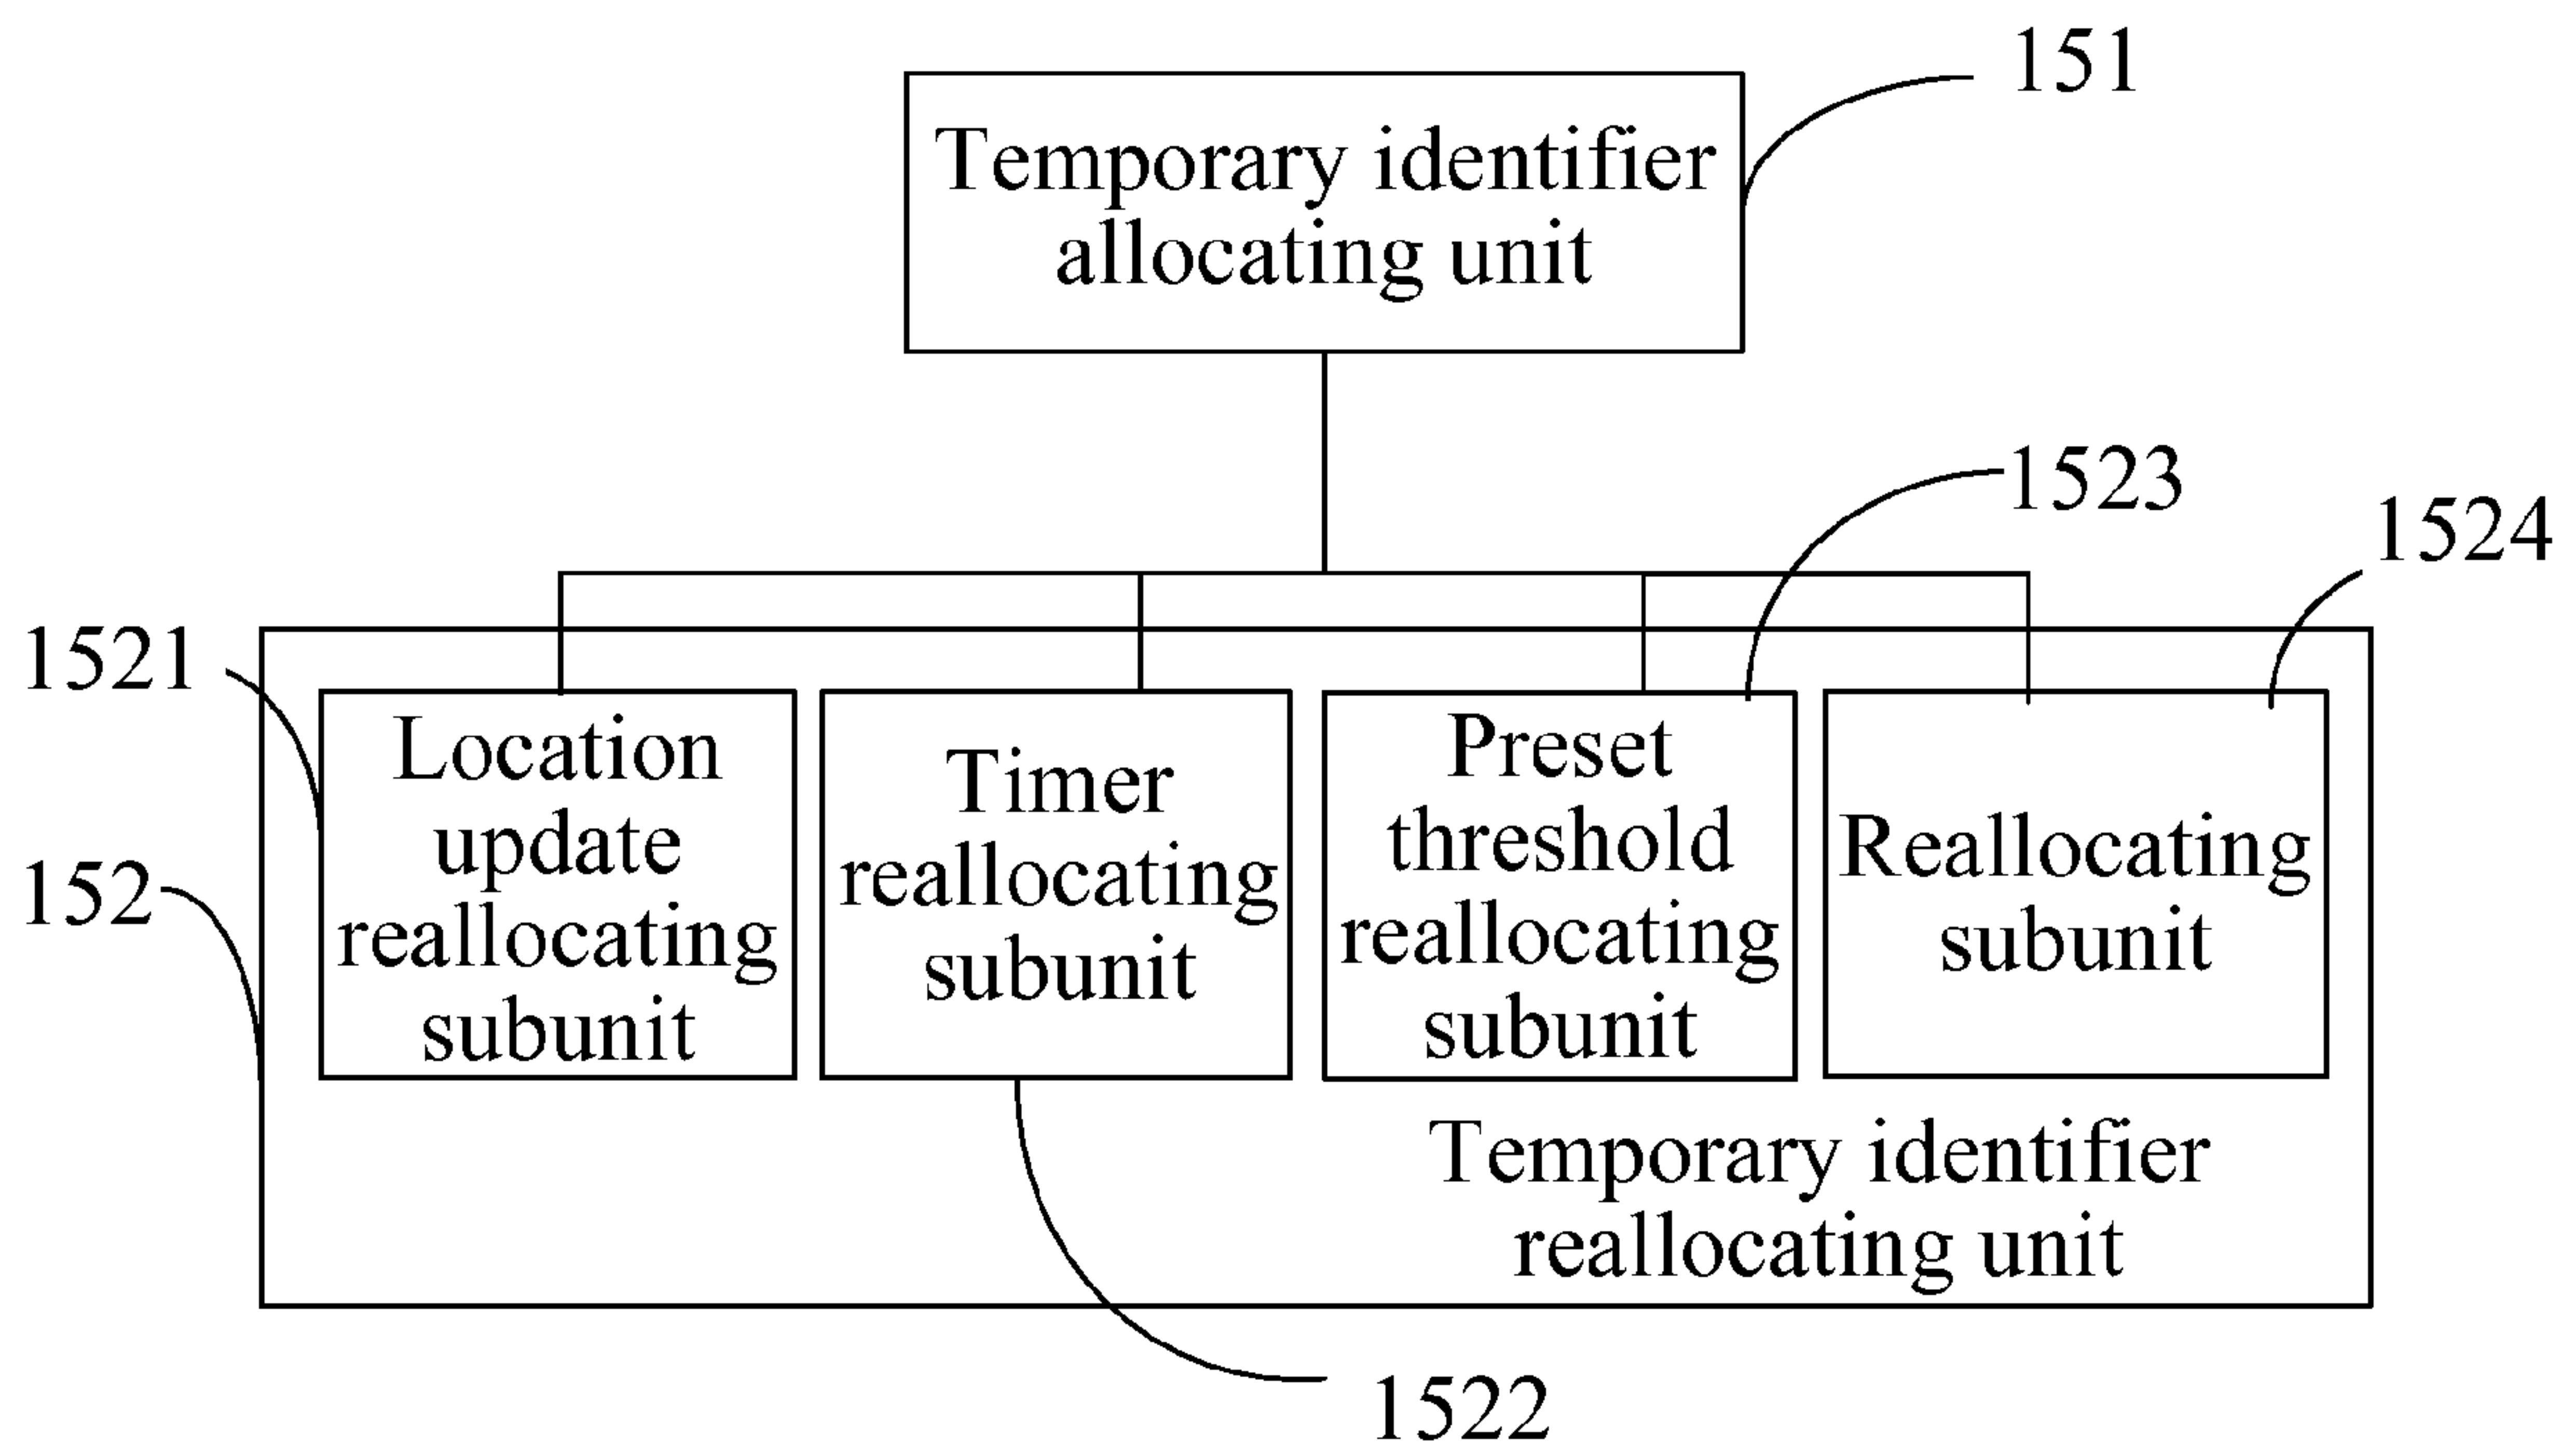 151
Temporary identifier
allocating unit
1523
1524
1521
152
Location
update
reallocating
subunit
Timer
reallocating
subunit
Preset
threshold
reallocating
subunit
Reallocating
subunit
Temporary identifier
reallocating unit
1522